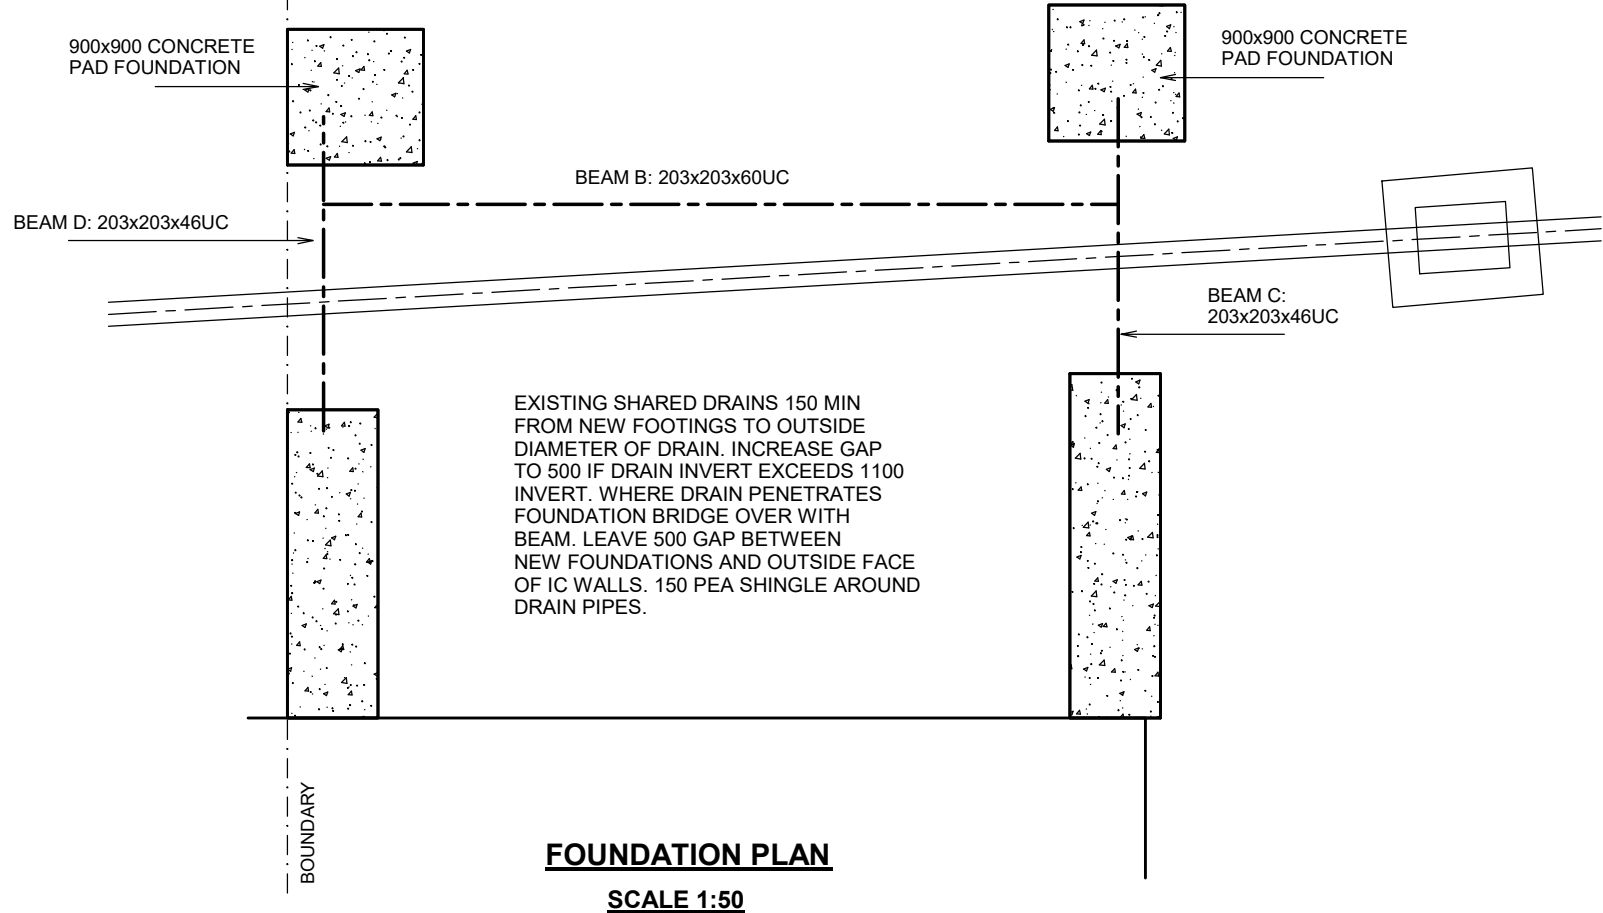 900x900 CONCRETE
PAD FOUNDATION
900x900 CONCRETE
PAD FOUNDATION
BEAM B: 203x203x60UC
BEAM D: 203x203x46UC
BEAM C:
203x203x46UC
EXISTING SHARED DRAINS 150 MIN
FROM NEW FOOTINGS TO OUTSIDE
DIAMETER OF DRAIN. INCREASE GAP
TO 500 IF DRAIN INVERT EXCEEDS 1100
INVERT. WHERE DRAIN PENETRATES
FOUNDATION BRIDGE OVER WITH
BEAM. LEAVE 500 GAP BETWEEN
NEW FOUNDATIONS AND OUTSIDE FACE
OF IC WALLS. 150 PEA SHINGLE AROUND
DRAIN PIPES.
BOUNDARY
FOUNDATION PLAN
SCALE 1:50